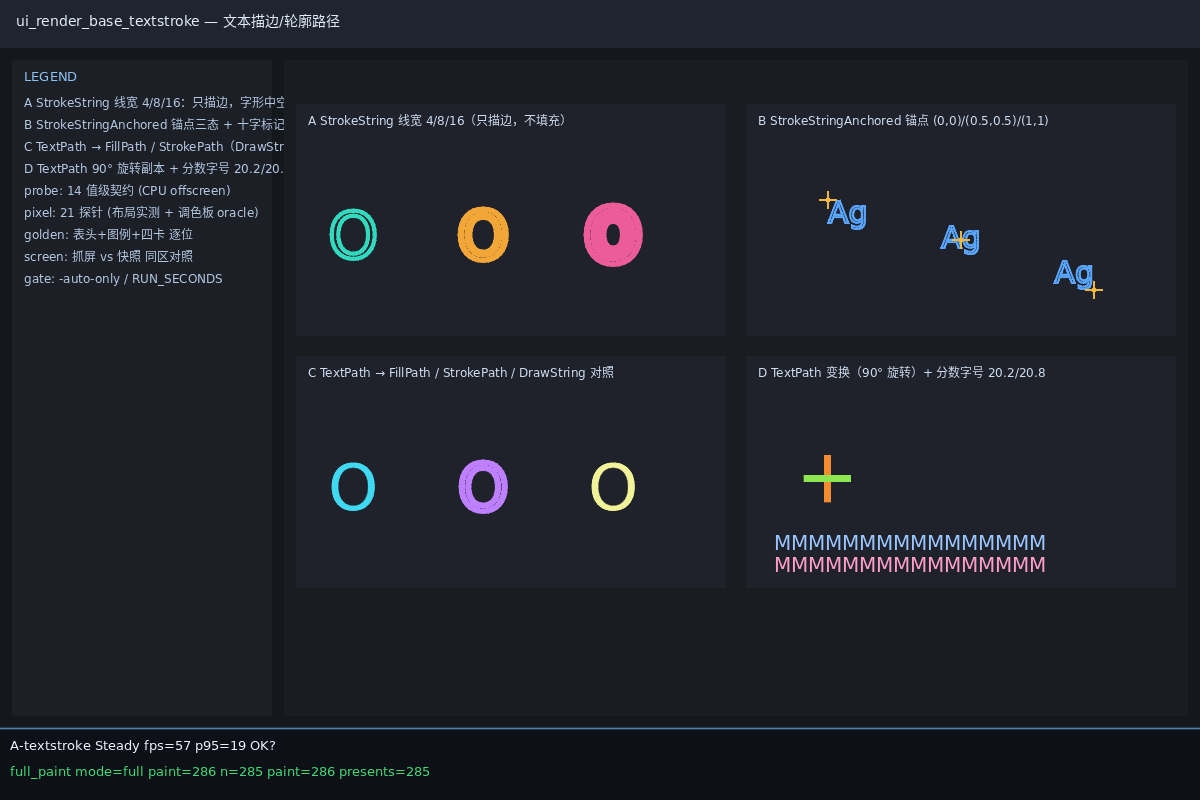 ui_render_base_textstroke — 文本描边/轮廓路径
LEGEND
A StrokeString 线宽 4/8/16：只描边，字形中空
B StrokeStringAnchored 锚点三态 + 十字标记
C TextPath → FillPath / StrokePath（DrawStr
D TextPath 90° 旋转副本 + 分数字号 20.2/20.
probe: 14 值级契约 (CPU offscreen)
pixel: 21 探针 (布局实测 + 调色板 oracle)
golden: 表头+图例+四卡 逐位
screen: 抓屏 vs 快照 同区对照
gate: -auto-only / RUN_SECONDS
A StrokeString 线宽 4/8/16（只描边，不填充）
O O O
B StrokeStringAnchored 锚点 (0,0)/(0.5,0.5)/(1,1)
Ag
Ag
Ag
C TextPath → FillPath / StrokePath / DrawString 对照
O O O
D TextPath 变换（90° 旋转）+ 分数字号 20.2/20.8
MMMMMMMMMMMMMMMM
MMMMMMMMMMMMMMMM
A-textstroke Steady fps=57 p95=19 OK?
full_paint mode=full paint=286 n=285 paint=286 presents=285